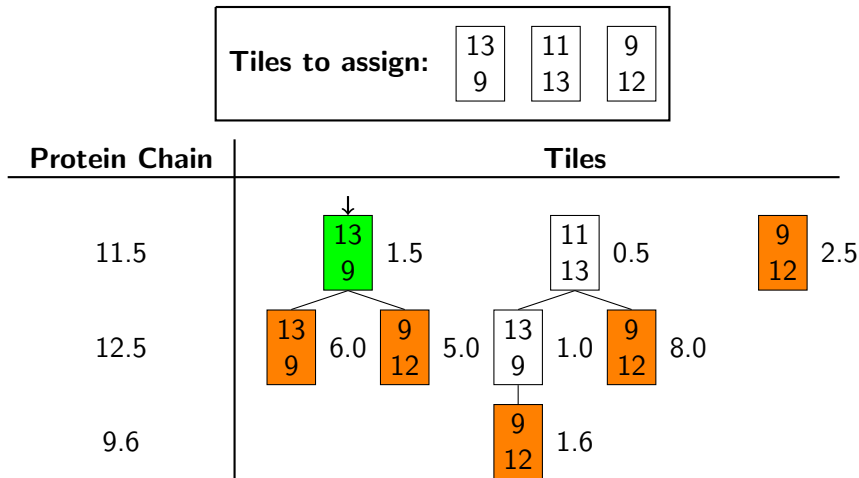 Tiles to assign: 13 11 9
9 13 12
Protein Chain Tiles
↓
11.5 13 9 1.5 11 13 0.5 9 12 2.5
12.5 13 9 6.0 9 12 5.0 13 9 1.0 9 12 8.0
9.6 9 12 1.6